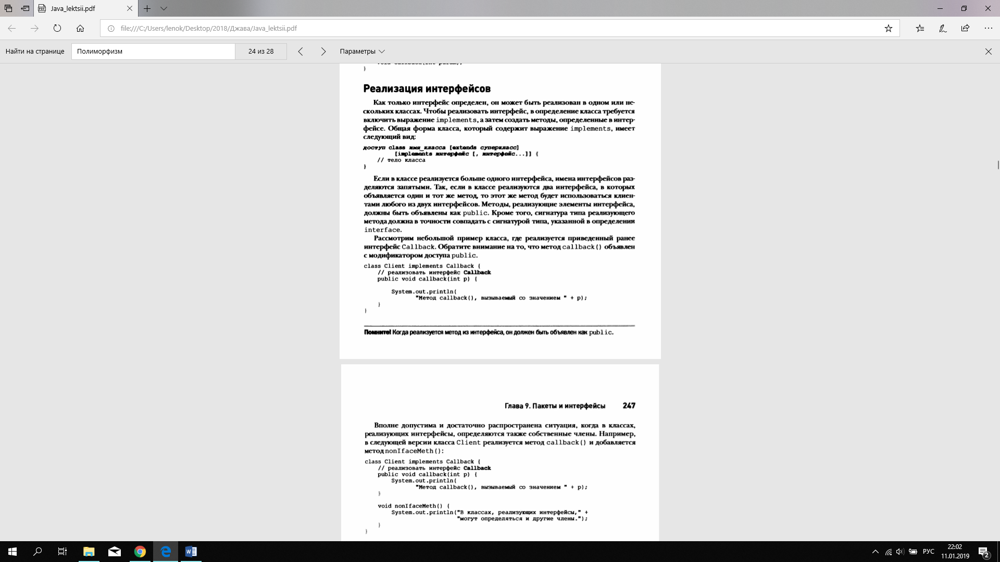 Java_lektsii.pdf
file:///C:/Users/lenok/Desktop/2018/Джава/Java_lektsii.pdf
Найти на странице
Полиморфизм
24 из 28
Параметры
}
Реализация интерфейсов
Как только интерфейс определен, он может быть реализован в одном или не-
скольких классах. Чтобы реализовать интерфейс, в определение класса требуется
включить выражение implements, а затем создать методы, определенные в интер-
фейсе. Общая форма класса, который содержит выражение implements, имеет
следующий вид:
доступ class имя_класса [extends суперкласс]
[implements интерфейс [, интерфейс...]] {
// тело класса
}
Если в классе реализуется больше одного интерфейса, имена интерфейсов раз-
деляются запятыми. Так, если в классе реализуются два интерфейса, в которых
объявляется один и тот же метод, то этот же метод будет использоваться клиен-
тами любого из двух интерфейсов. Методы, реализующие элементы интерфейса,
должны быть объявлены как public. Кроме того, сигнатура типа реализующего
метода должна в точности совпадать с сигнатурой типа, указанной в определении
interface.
Рассмотрим небольшой пример класса, где реализуется приведенный ранее
интерфейс Callback. Обратите внимание на то, что метод callback() объявлен
с модификатором доступа public.
class Client implements Callback {
// реализовать интерфейс Callback
public void callback(int p) {
System.out.println(
"Метод callback(), вызываемый со значением " + p);
}
}
Помните! Когда реализуется метод из интерфейса, он должен быть объявлен как public.
Глава 9. Пакеты и интерфейсы 247
Вполне допустима и достаточно распространена ситуация, когда в классах,
реализующих интерфейсы, определяются также собственные члены. Например,
в следующей версии класса Client реализуется метод callback() и добавляется
метод nonIfaceMeth():
class Client implements Callback {
// реализовать интерфейс Callback
public void callback(int p) {
System.out.println(
"Метод callback(), вызываемый со значением " + p);
}
void nonIfaceMeth() {
System.out.println("В классах, реализующих интерфейсы," +
"могут определяться и другие члены.");
}
}
РУС
22:02
11.01.2019
2